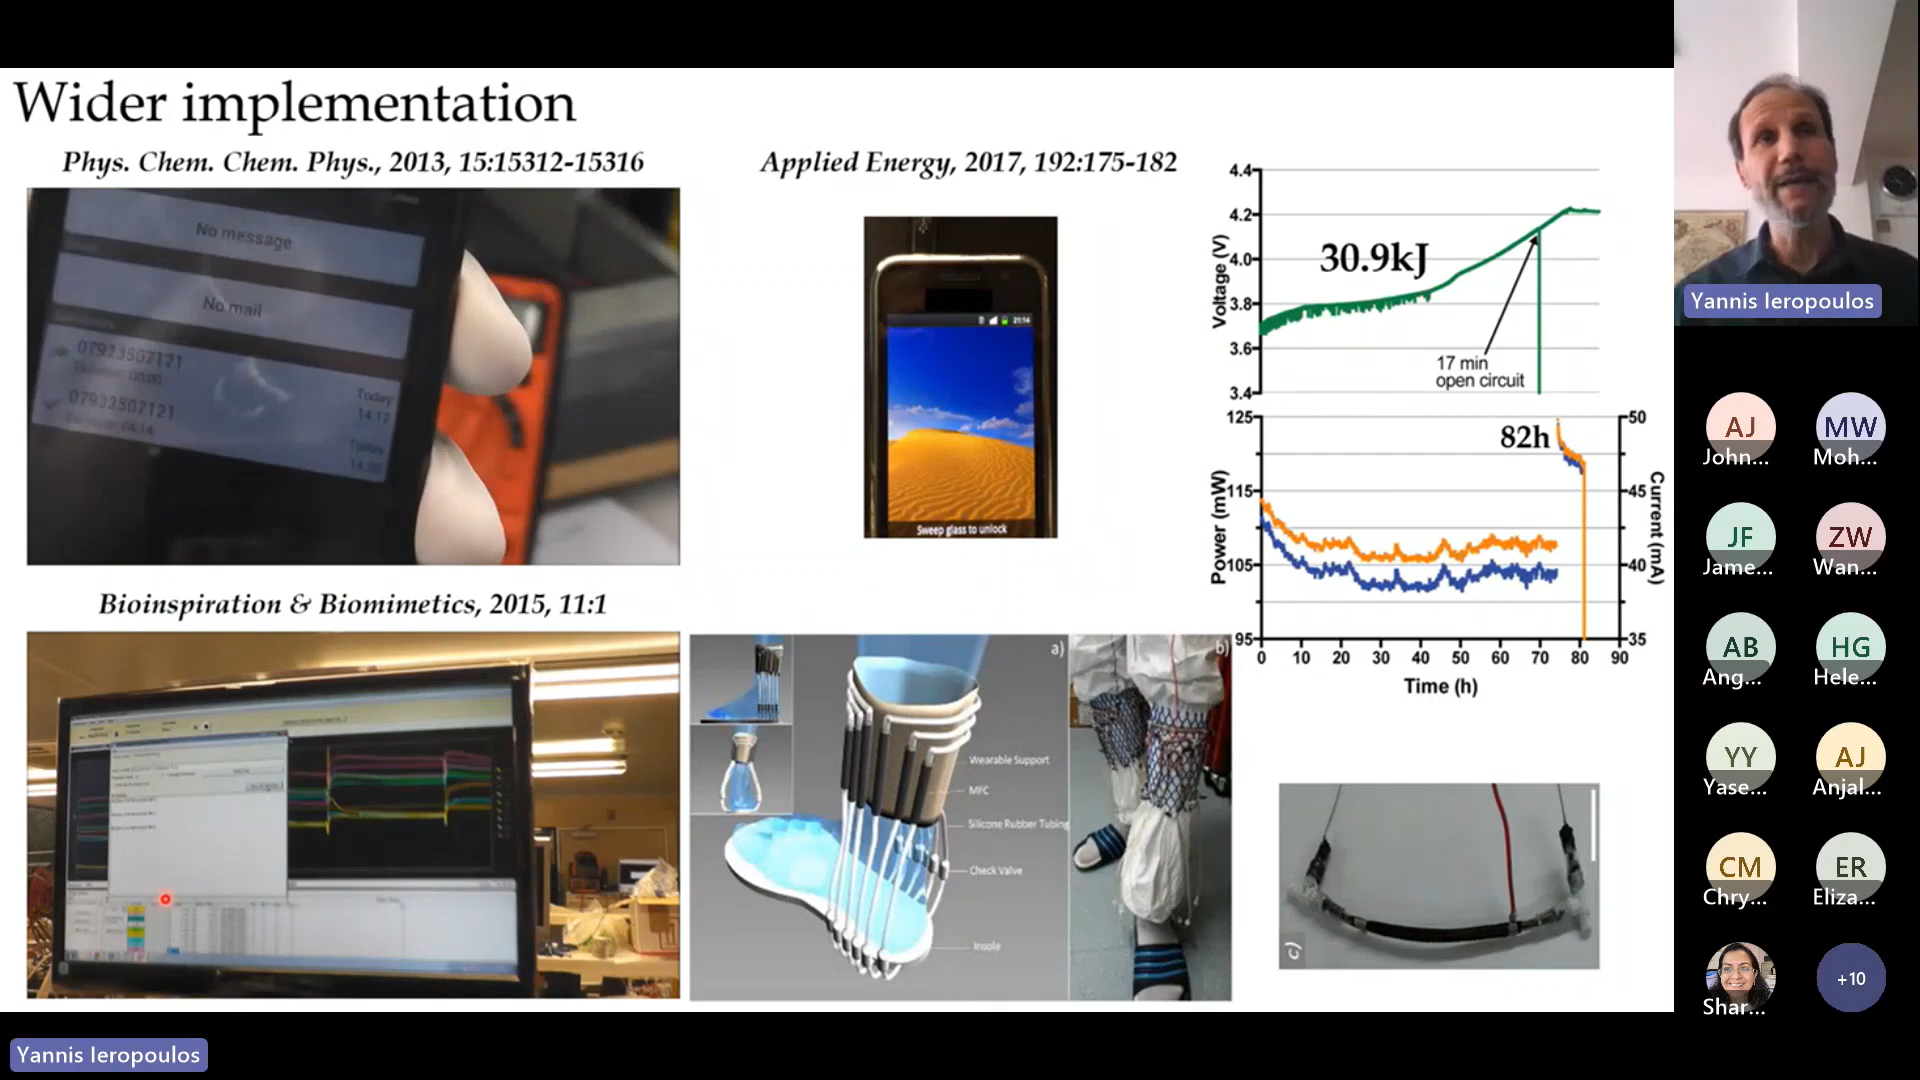 Wider implementation
Phys. Chem. Chem. Phys., 2013, 15:15312-15316
No message
No mail
07933807121
Today
14:12
07933807121
Today
Applied Energy, 2017, 192:175-182
21:14
Sweep glass to unlock
4.4
4.2
4.0
3.8
3.6
3.4
Voltage (V)
30.9kJ
17 min
open circuit
125
115
105
95
Power (mW)
82h
50
45
40
35
Current (mA)
0 10 20 30 40 50 60 70 80 90
Time (h)
Bioinspiration & Biomimetics, 2015, 11:1
a)
Wearable Support
MFC
Silicone Rubber Tubing
Check Valve
Insole
b)
c)
Yannis Ieropoulos
AJ
John...
MW
Moh...
JF
Jame...
ZW
Wan...
AB
Ang...
HG
Hele...
YY
Yase...
AJ
Anjal...
CM
Chry...
ER
Eliza...
Shar...
+10
Yannis Ieropoulos